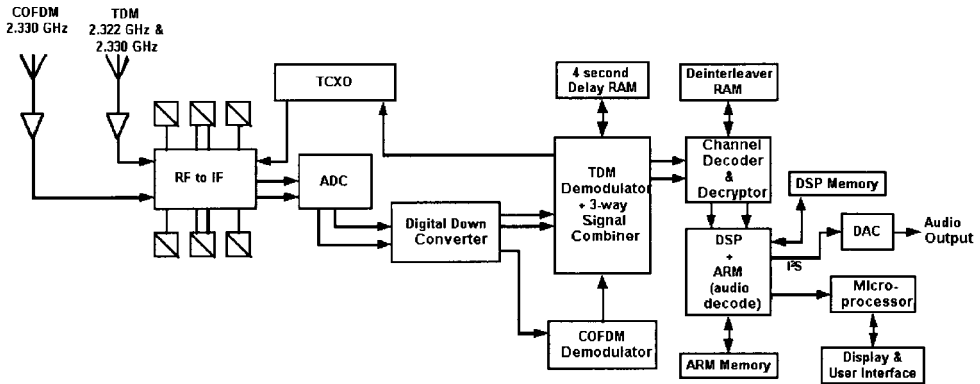 COFDM
2.330 GHz
TDM
2.322 GHz &
2.330 GHz
TCXO
4 second
Delay RAM
Deinterleaver
RAM
RF to IF
ADC
Digital Down
Converter
TDM
Demodulator
+ 3-way
Signal
Combiner
Channel
Decoder
&
Decryptor
DSP Memory
DSP
+
ARM
(audio
decode)
I²S
DAC
Audio
Output
Micro-
processor
COFDM
Demodulator
ARM Memory
Display &
User Interface